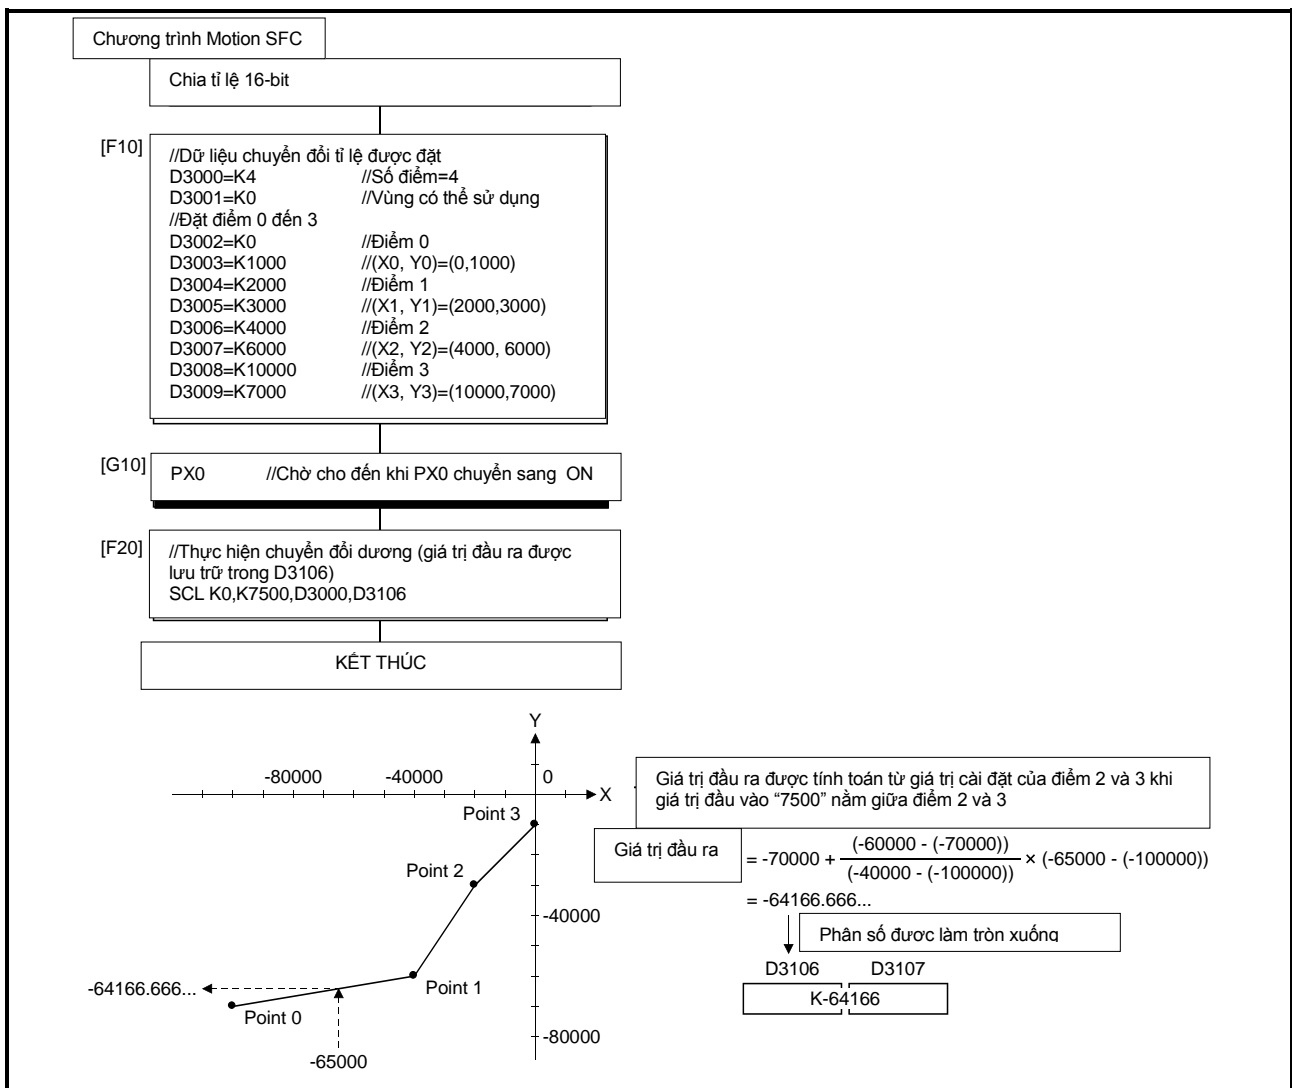 Chương trình Motion SFC
Chia tỉ lệ 16-bit
[F10]
//Dữ liệu chuyển đổi tỉ lệ được đặt
D3000=K4 //Số điểm=4
D3001=K0 //Vùng có thể sử dụng
//Đặt điểm 0 đến 3
D3002=K0 //Điểm 0
D3003=K1000 //(X0, Y0)=(0,1000)
D3004=K2000 //Điểm 1
D3005=K3000 //(X1, Y1)=(2000,3000)
D3006=K4000 //Điểm 2
D3007=K6000 //(X2, Y2)=(4000, 6000)
D3008=K10000 //Điểm 3
D3009=K7000 //(X3, Y3)=(10000,7000)
[G10]
PX0 //Chờ cho đến khi PX0 chuyển sang ON
[F20]
//Thực hiện chuyển đổi dương (giá trị đầu ra được
lưu trữ trong D3106)
SCL K0,K7500,D3000,D3106
KẾT THÚC
Y
-80000 -40000 0
X
Point 3
Point 2
-40000
Point 1
-64166.666...
Point 0
-80000
-65000
Giá trị đầu ra được tính toán từ giá trị cài đặt của điểm 2 và 3 khi
giá trị đầu vào “7500” nằm giữa điểm 2 và 3
Giá trị đầu ra
(-60000 - (-70000))
= -70000 + × (-65000 - (-100000))
(-40000 - (-100000))
= -64166.666...
Phân số được làm tròn xuống
D3106 D3107
K-64166